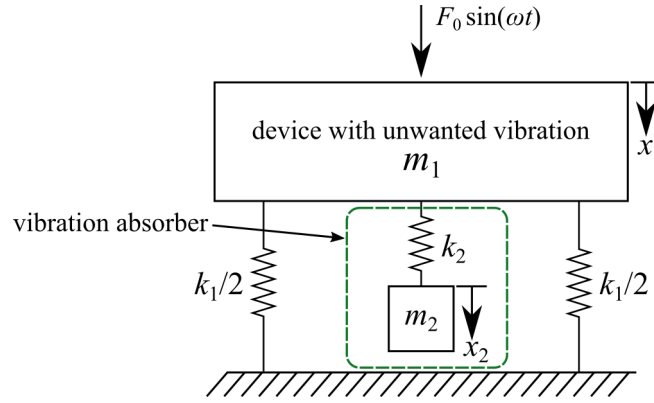 F₀ sin(ωt)
device with unwanted vibration
m₁
x
vibration absorber
k₂
k₁/2
k₁/2
m₂
x₂